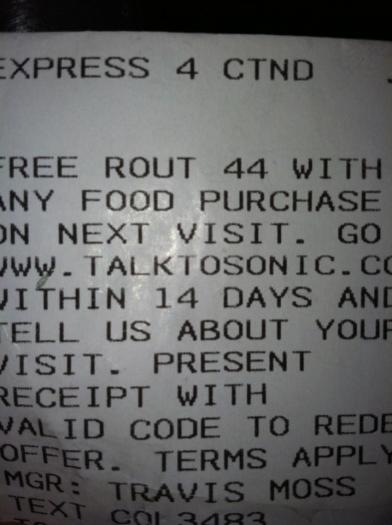 EXPRESS 4 CTND
FREE ROUT 44 WITH
ANY FOOD PURCHASE
ON NEXT VISIT. GO
WWW.TALKTOSONIC.CO
WITHIN 14 DAYS AND
TELL US ABOUT YOUR
VISIT. PRESENT
RECEIPT WITH
VALID CODE TO REDE
OFFER. TERMS APPLY
MGR: TRAVIS MOSS
TEXT COL3483